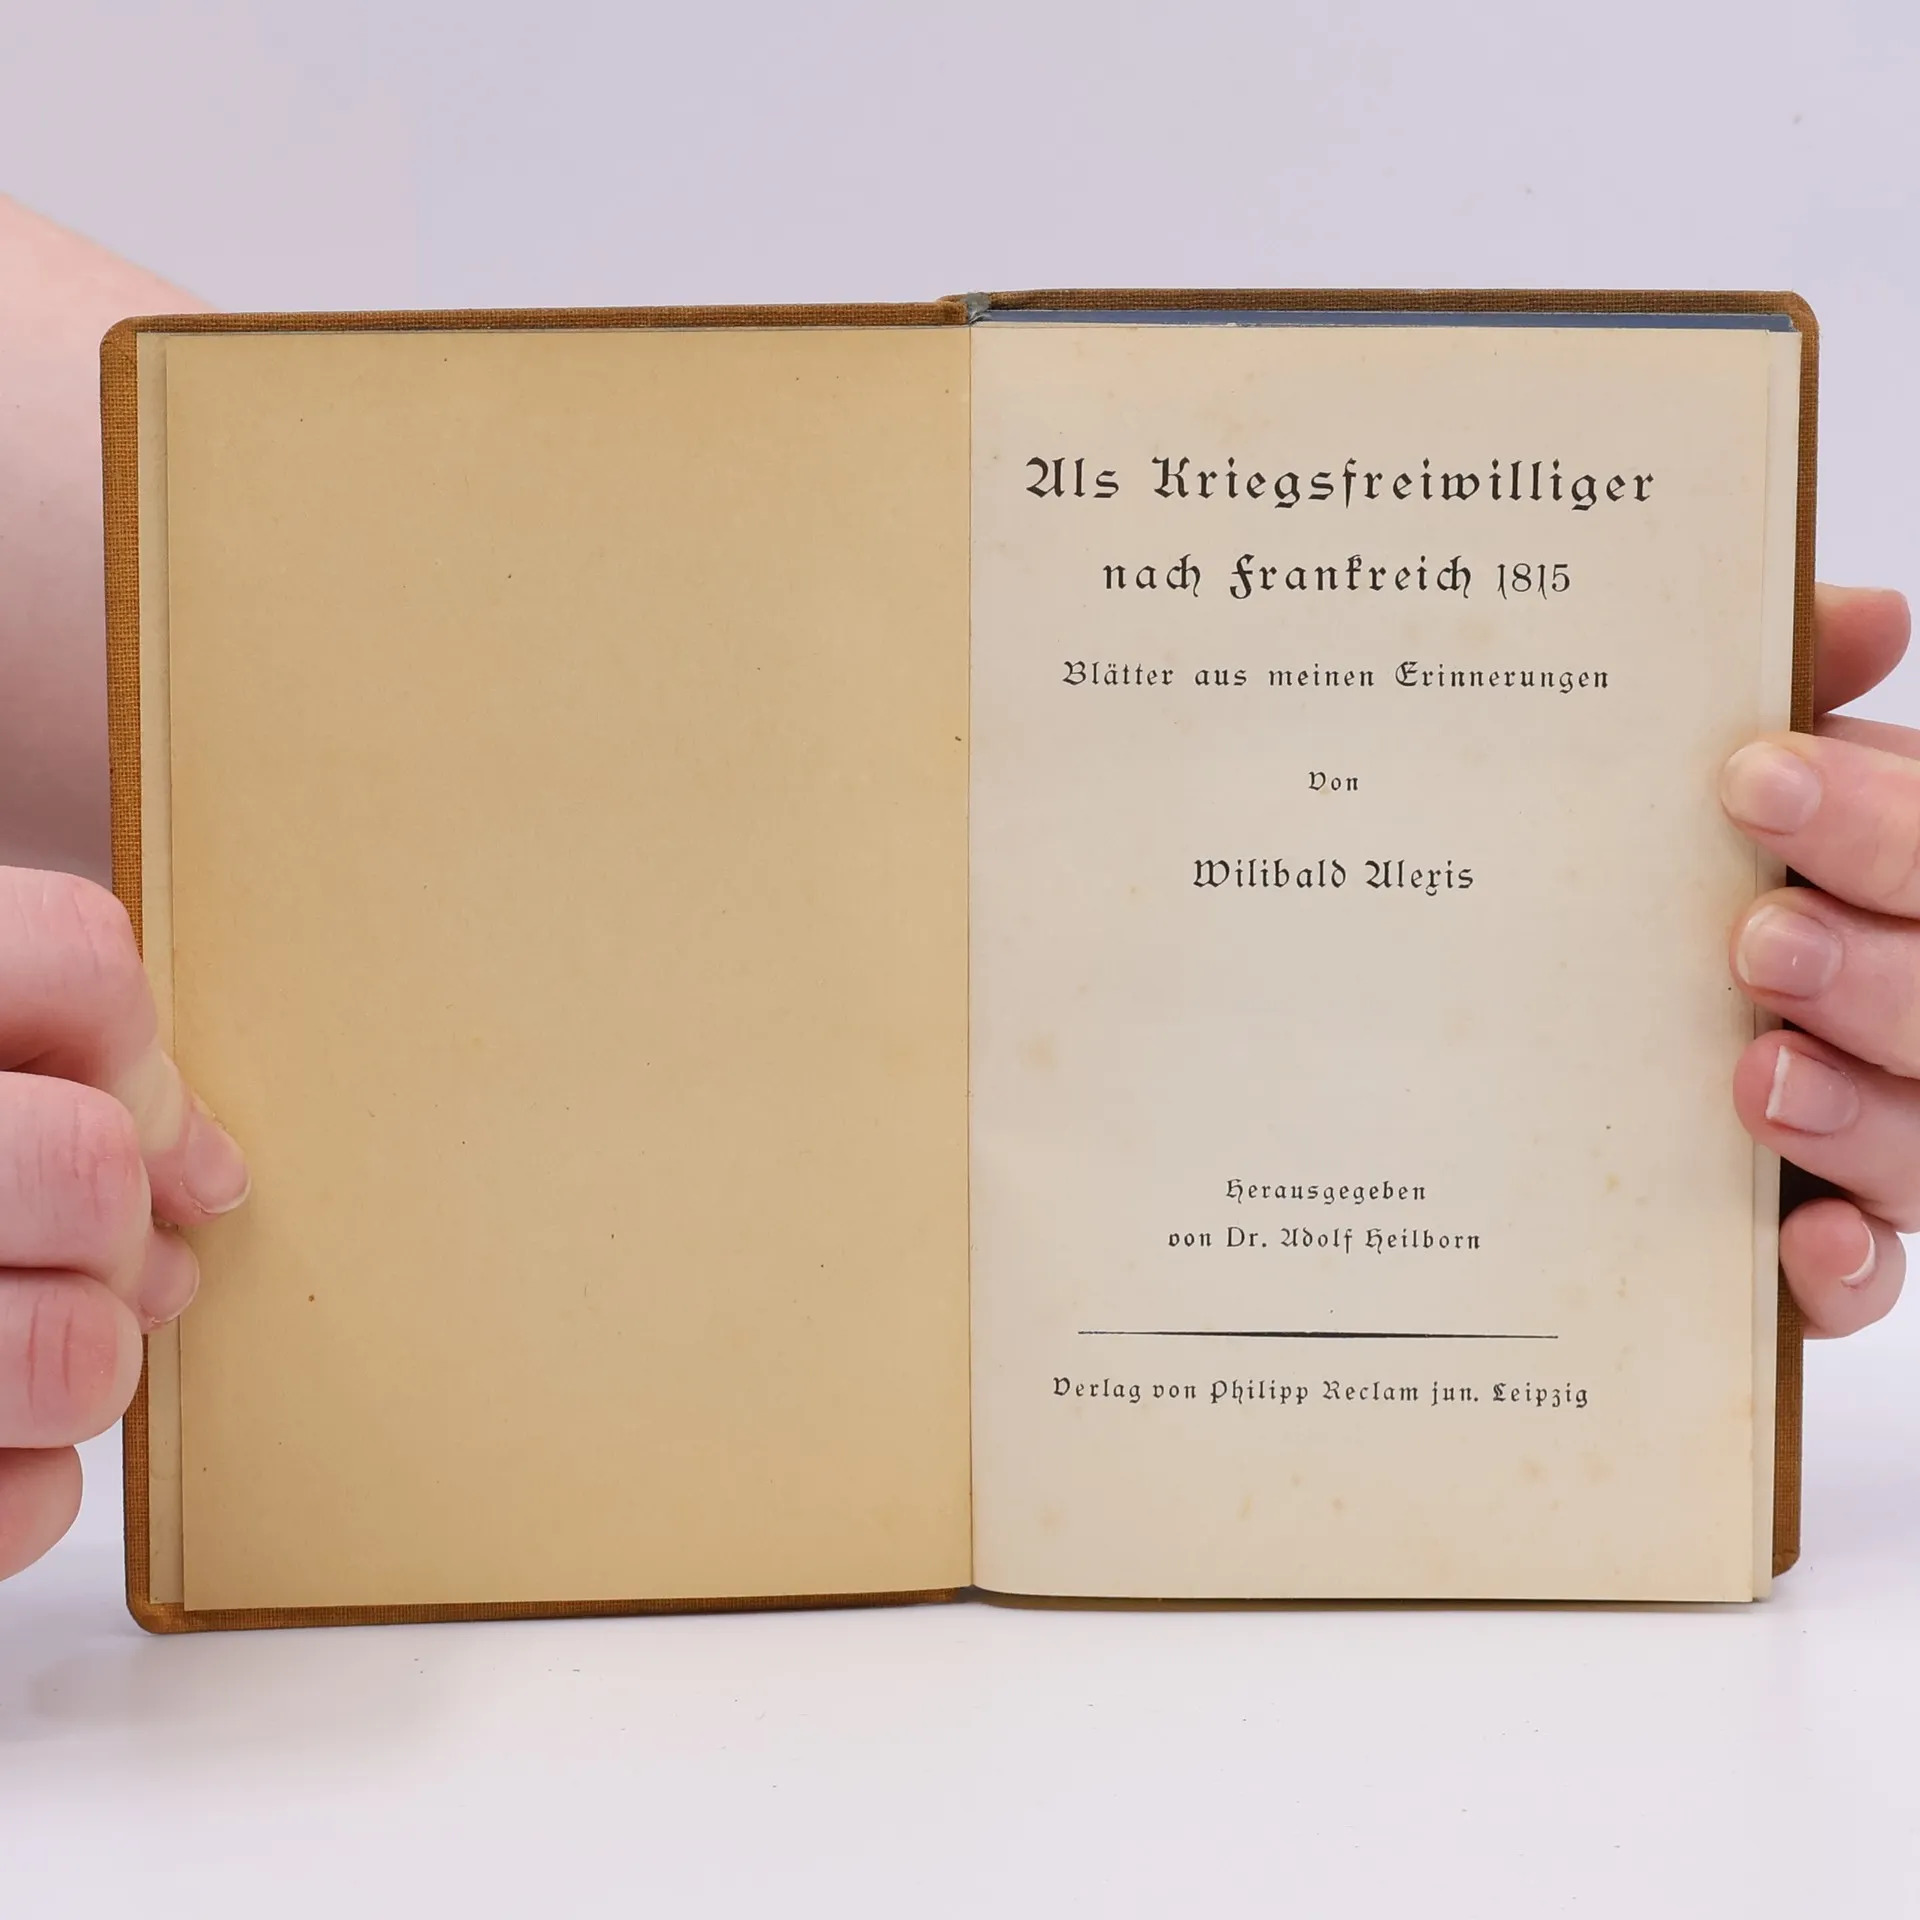 Als Kriegsfreiwilliger
nach Frankreich 1815
Blätter aus meinen Erinnerungen
Von
Wilibald Alexis
Herausgegeben
von Dr. Adolf Heilborn
Verlag von Philipp Reclam jun. Leipzig